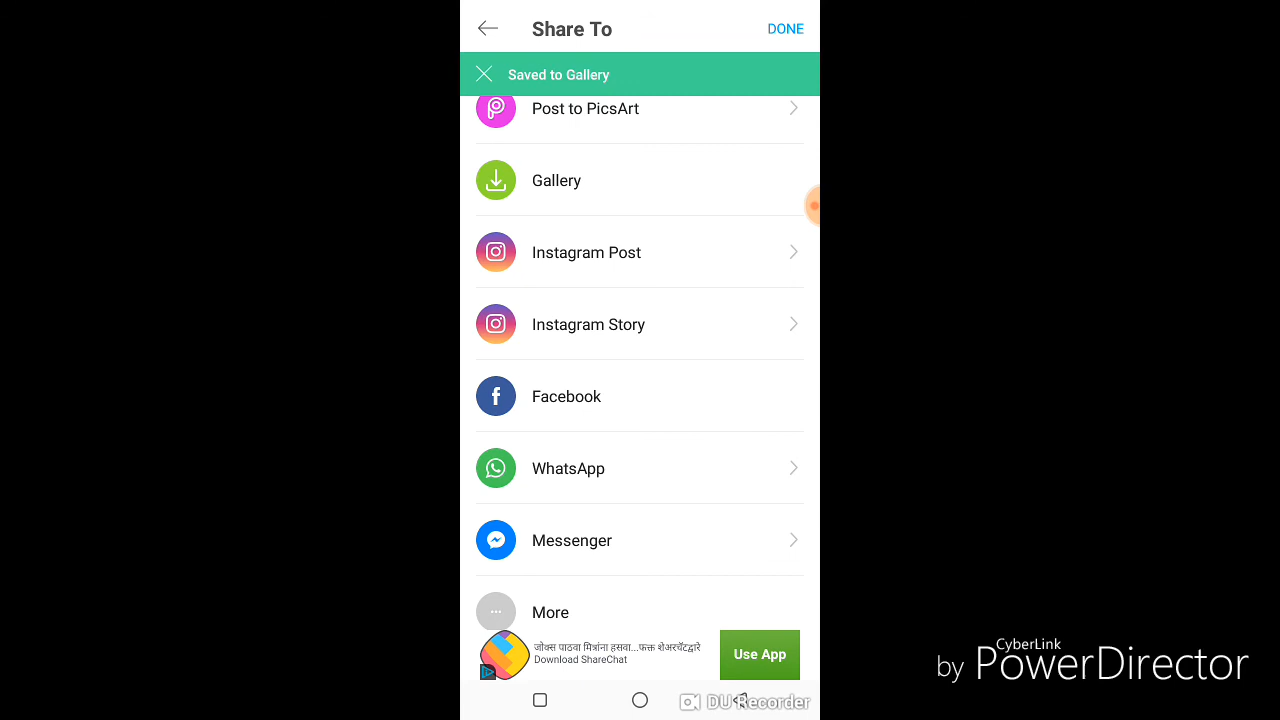 Share To
DONE
Saved to Gallery
Post to PicsArt
Gallery
Instagram Post
Instagram Story
Facebook
WhatsApp
Messenger
More
जोक्स पाठवा मित्रांना हसवा...फक्त शेअरचॅटद्वारे
Download ShareChat
Use App
DU Recorder
CyberLink
by PowerDirector